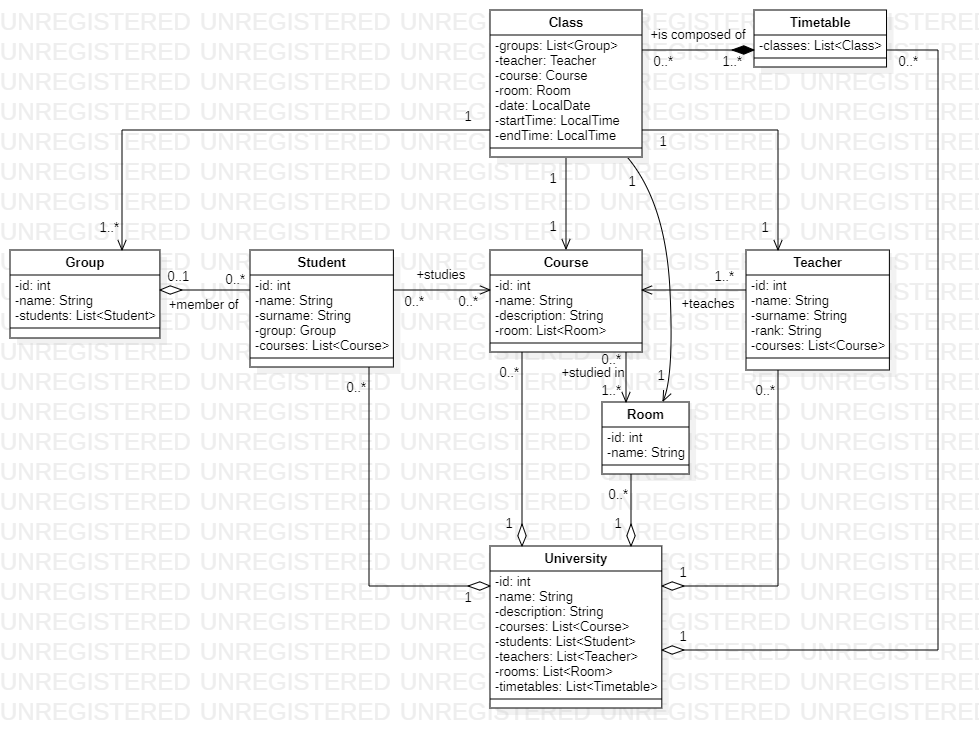 Class
-groups: List<Group>
-teacher: Teacher
-course: Course
-room: Room
-date: LocalDate
-startTime: LocalTime
-endTime: LocalTime
+is composed of
0..*
1..*
Timetable
-classes: List<Class>
0..*
1
1
1
1
1..*
1
1
Group
-id: int
-name: String
-students: List<Student>
0..1
0..*
+member of
Student
-id: int
-name: String
-surname: String
-group: Group
-courses: List<Course>
+studies
0..*
0..*
Course
-id: int
-name: String
-description: String
-room: List<Room>
1..*
+teaches
Teacher
-id: int
-name: String
-surname: String
-rank: String
-courses: List<Course>
0..*
0..*
0..*
+studied in
1..*
1
0..*
Room
-id: int
-name: String
0..*
1
1
1
1
1
University
-id: int
-name: String
-description: String
-courses: List<Course>
-students: List<Student>
-teachers: List<Teacher>
-rooms: List<Room>
-timetables: List<Timetable>
UNREGISTERED